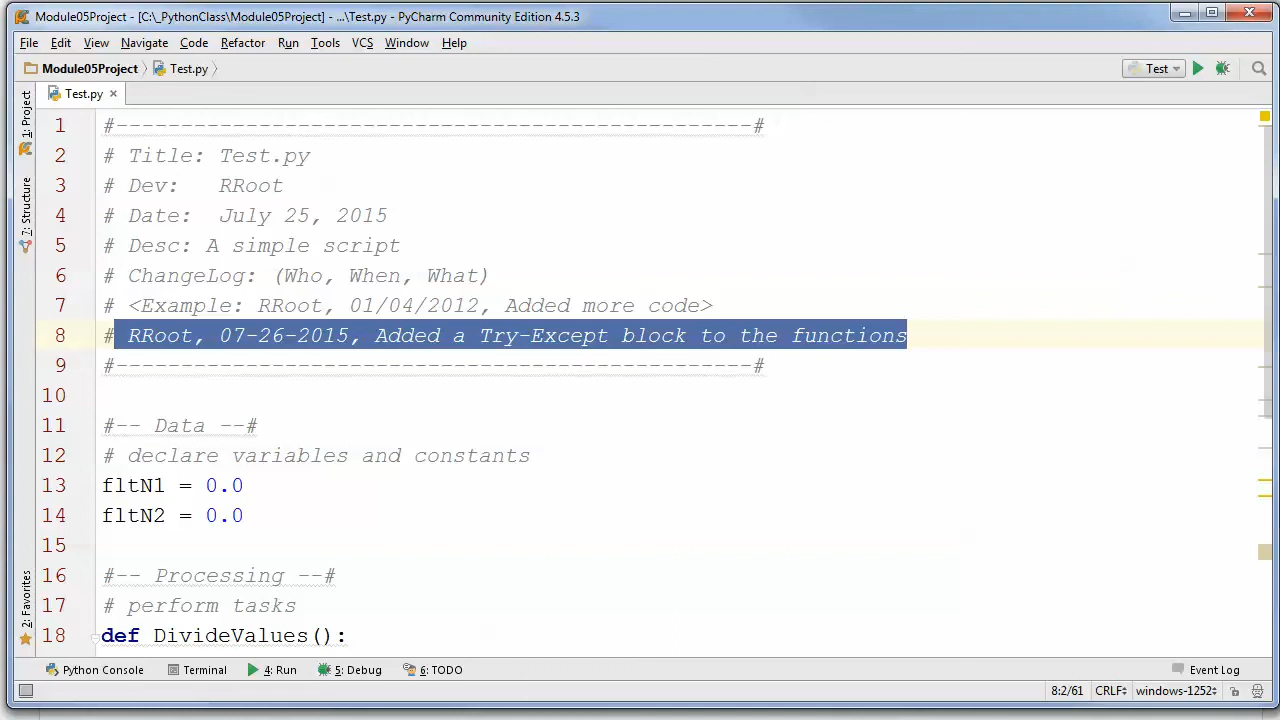 Module05Project - [C:\_PythonClass\Module05Project] - ...\Test.py - PyCharm Community Edition 4.5.3
File Edit View Navigate Code Refactor Run Tools VCS Window Help
Module05Project Test.py Test
1: Project
7: Structure
2: Favorites
Test.py
1 #-------------------------------------------------#
2 # Title: Test.py
3 # Dev:   RRoot
4 # Date:  July 25, 2015
5 # Desc: A simple script
6 # ChangeLog: (Who, When, What)
7 # <Example: RRoot, 01/04/2012, Added more code>
8 # RRoot, 07-26-2015, Added a Try-Except block to the functions
9 #-------------------------------------------------#
10
11 #-- Data --#
12 # declare variables and constants
13 fltN1 = 0.0
14 fltN2 = 0.0
15
16 #-- Processing --#
17 # perform tasks
18 def DivideValues():
Python Console Terminal 4: Run 5: Debug 6: TODO Event Log
8:2/61 CRLF windows-1252